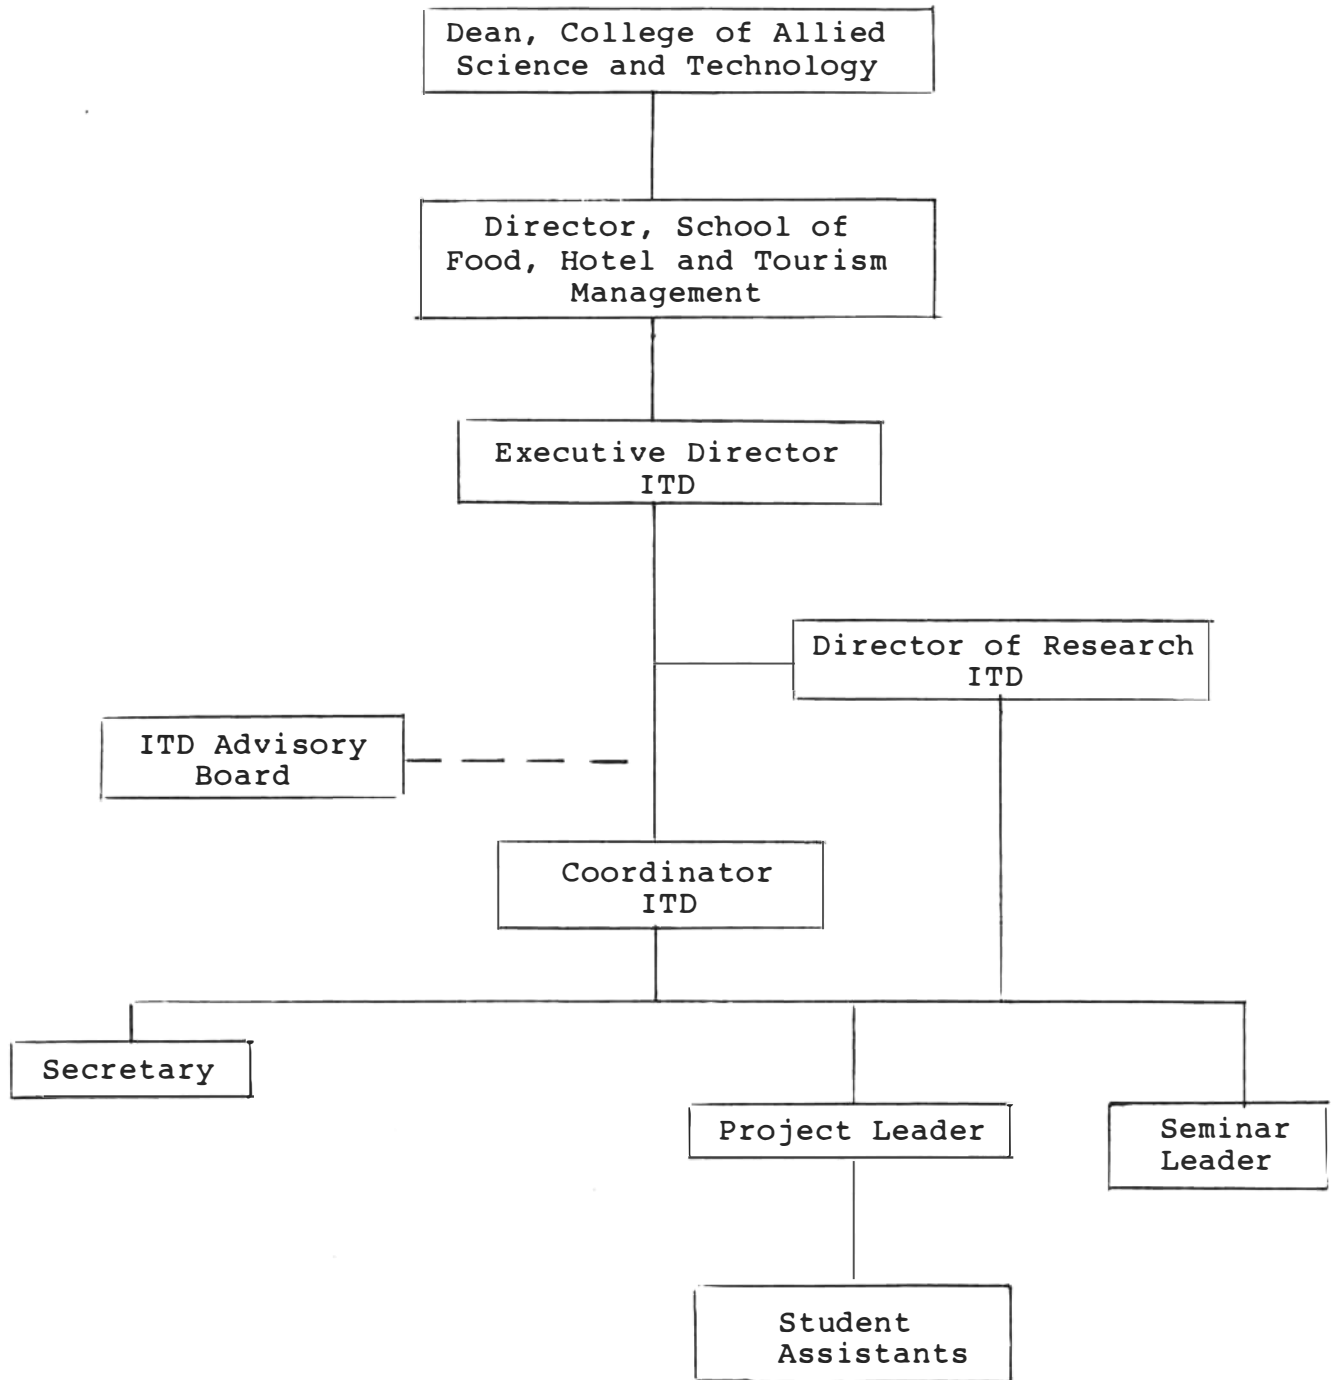 Dean, College of Allied
Science and Technology
Director, School of
Food, Hotel and Tourism
Management
Executive Director
ITD
Director of Research
ITD
ITD Advisory
Board
Coordinator
ITD
Secretary
Project Leader
Seminar
Leader
Student
Assistants